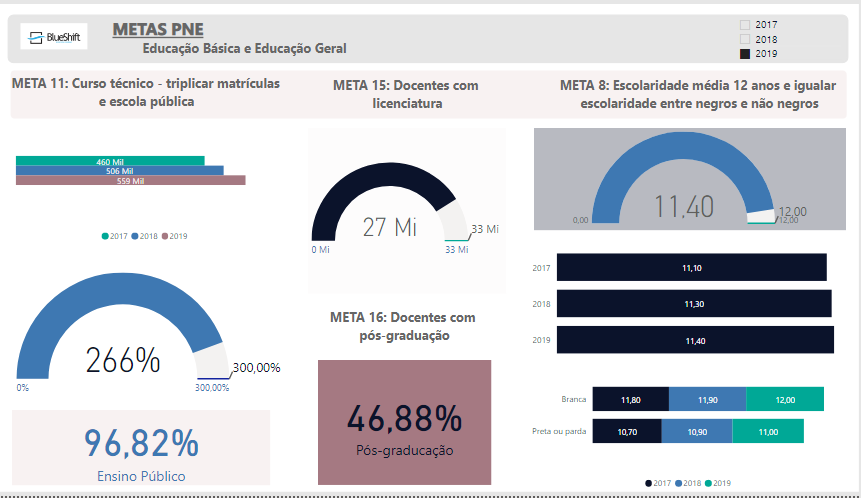 BlueShift
METAS PNE
Educação Básica e Educação Geral
2017
2018
2019
META 11: Curso técnico - triplicar matrículas
e escola pública
460 Mil
506 Mil
559 Mil
2017 2018 2019
266%
0%
300,00%
300,00%
96,82%
Ensino Público
META 15: Docentes com
licenciatura
27 Mi
33 Mi
0 Mi
33 Mi
META 16: Docentes com
pós-graduação
46,88%
Pós-graducação
META 8: Escolaridade média 12 anos e igualar
escolaridade entre negros e não negros
11,40
0,00
12,00
12,00
2017 11,10
2018 11,30
2019 11,40
Branca 11,80 11,90 12,00
Preta ou parda 10,70 10,90 11,00
2017 2018 2019